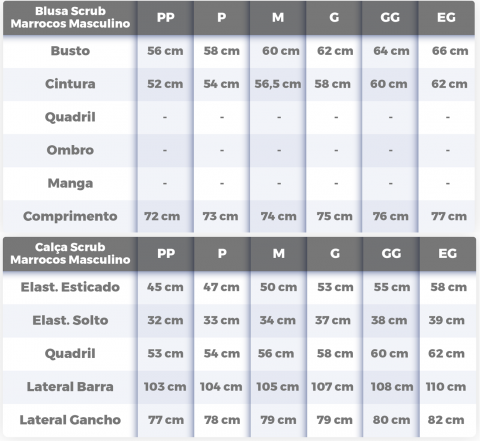 Blusa Scrub
Marrocos Masculino PP P M G GG EG
Busto 56 cm 58 cm 60 cm 62 cm 64 cm 66 cm
Cintura 52 cm 54 cm 56,5 cm 58 cm 60 cm 62 cm
Quadril - - - - - -
Ombro - - - - - -
Manga - - - - - -
Comprimento 72 cm 73 cm 74 cm 75 cm 76 cm 77 cm
Calça Scrub
Marrocos Masculino PP P M G GG EG
Elast. Esticado 45 cm 47 cm 50 cm 53 cm 55 cm 58 cm
Elast. Solto 32 cm 33 cm 34 cm 37 cm 38 cm 39 cm
Quadril 53 cm 54 cm 56 cm 58 cm 60 cm 62 cm
Lateral Barra 103 cm 104 cm 105 cm 107 cm 108 cm 110 cm
Lateral Gancho 77 cm 78 cm 79 cm 79 cm 80 cm 82 cm